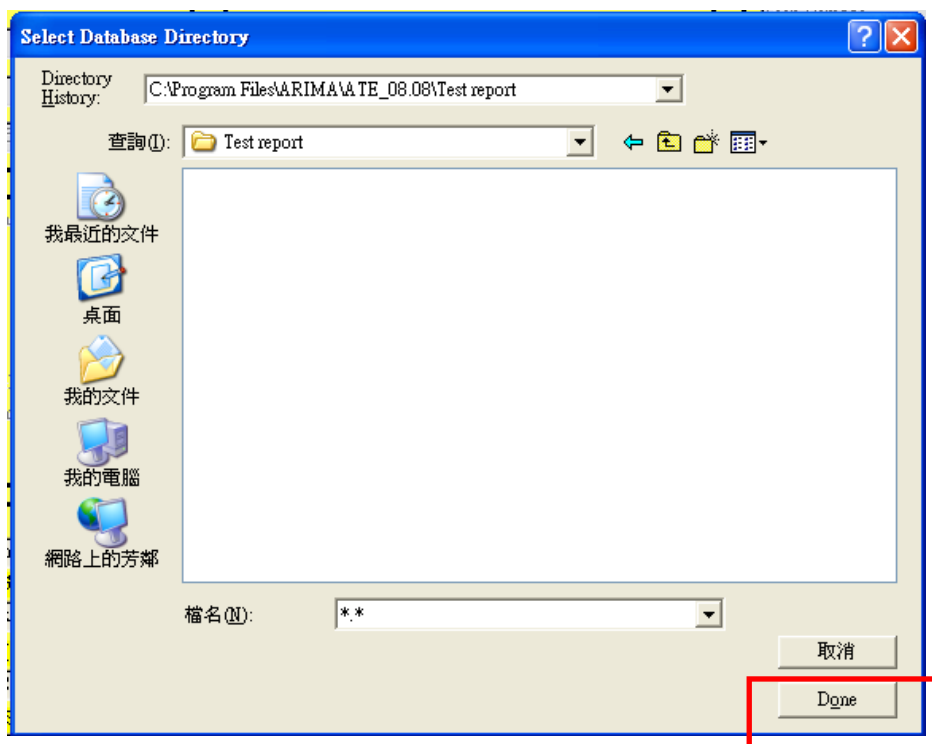 Select Database Directory
Directory
History:
C:\Program Files\ARIMA\ATE_08.08\Test report
查詢(I):
Test report
我最近的文件
桌面
我的文件
我的電腦
網路上的芳鄰
檔名(N):
*.*
取消
Done